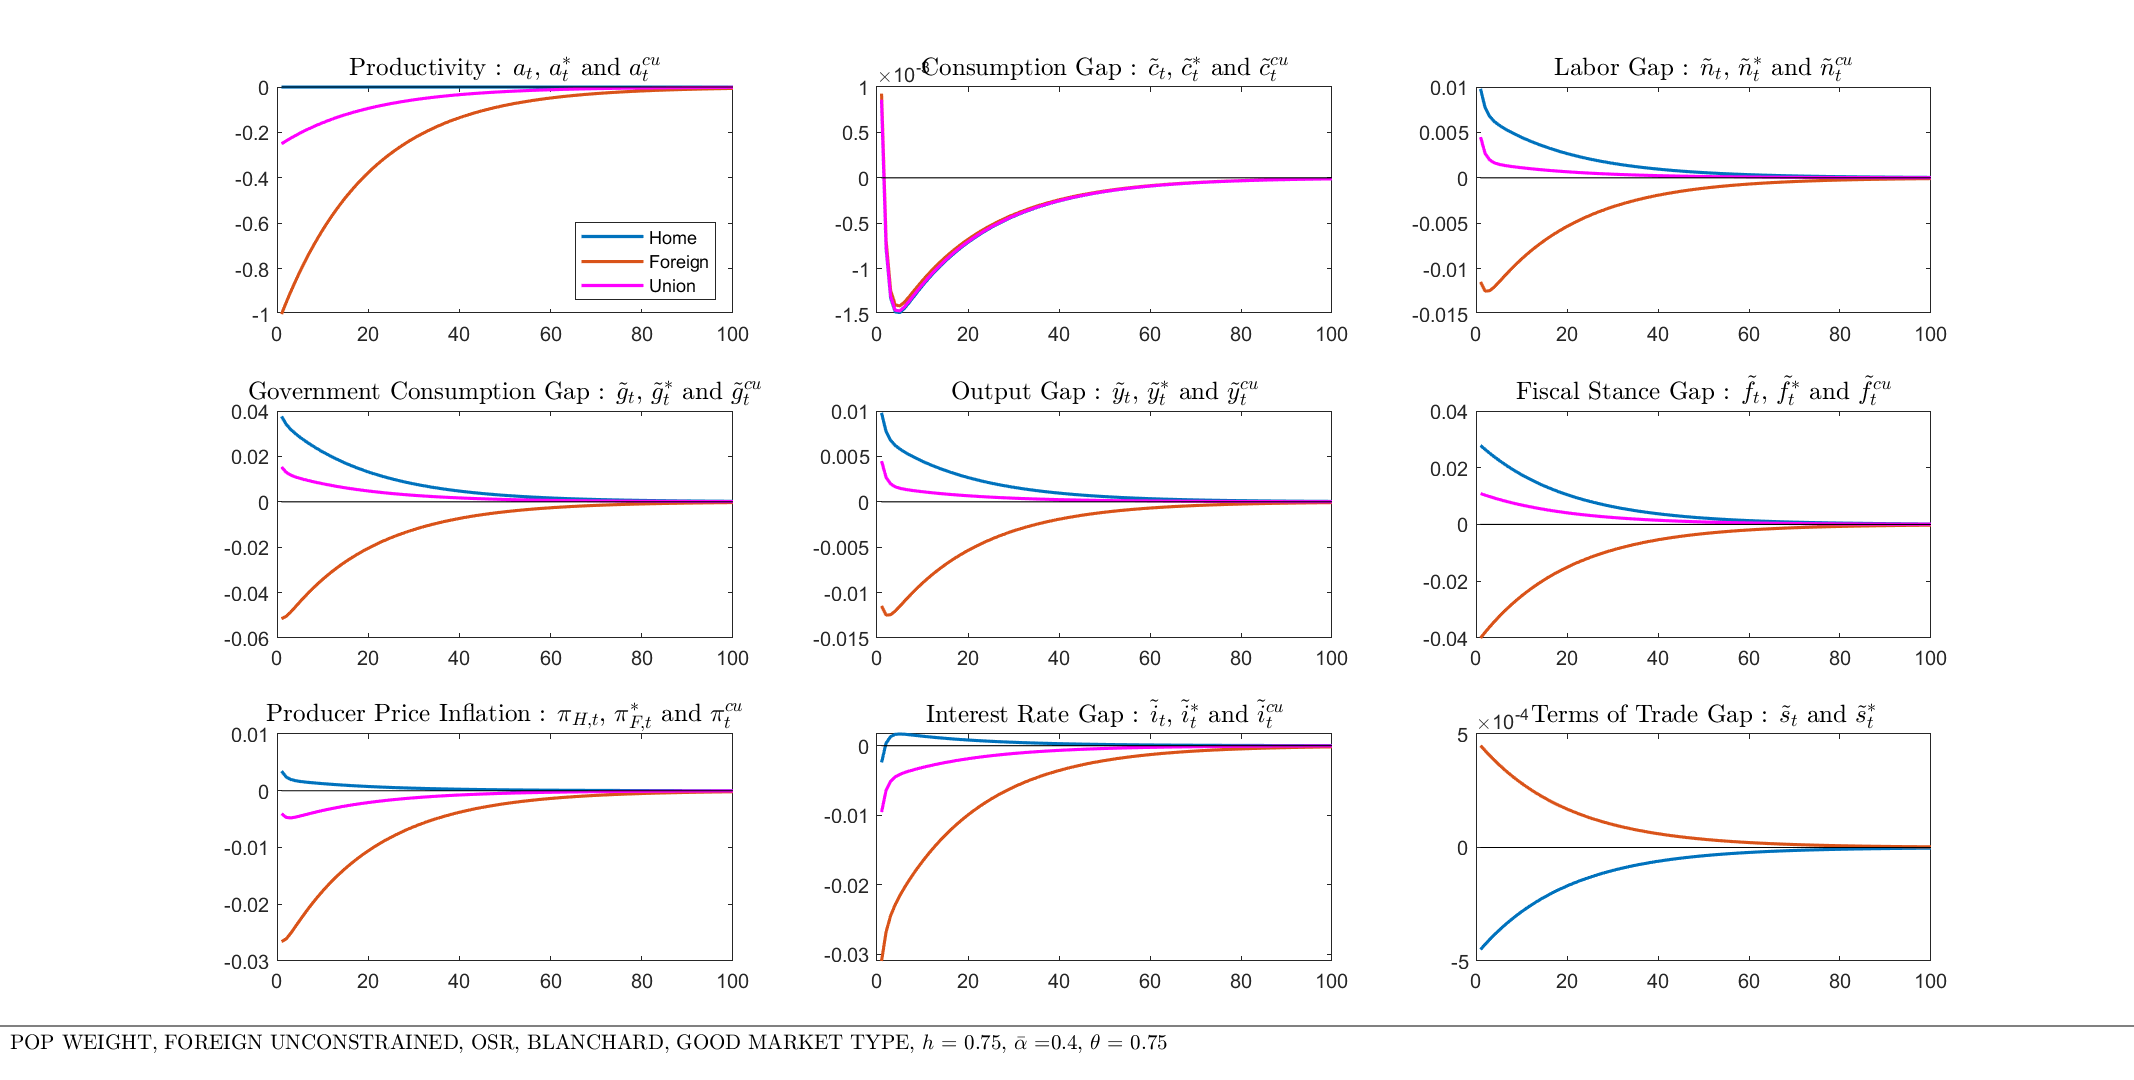 Productivity : a_t, a_t^* and a_t^{cu}
0
-0.2
-0.4
-0.6
-0.8
-1
0 20 40 60 80 100
Home
Foreign
Union
×10^{-3}
Consumption Gap : c̃_t, c̃_t^* and c̃_t^{cu}
1
0.5
0
-0.5
-1
-1.5
0 20 40 60 80 100
Labor Gap : ñ_t, ñ_t^* and ñ_t^{cu}
0.01
0.005
0
-0.005
-0.01
-0.015
0 20 40 60 80 100
Government Consumption Gap : g̃_t, g̃_t^* and g̃_t^{cu}
0.04
0.02
0
-0.02
-0.04
-0.06
0 20 40 60 80 100
Output Gap : ỹ_t, ỹ_t^* and ỹ_t^{cu}
0.01
0.005
0
-0.005
-0.01
-0.015
0 20 40 60 80 100
Fiscal Stance Gap : f̃_t, f̃_t^* and f̃_t^{cu}
0.04
0.02
0
-0.02
-0.04
0 20 40 60 80 100
Producer Price Inflation : π_{H,t}, π_{F,t}^* and π_t^{cu}
0.01
0
-0.01
-0.02
-0.03
0 20 40 60 80 100
Interest Rate Gap : ĩ_t, ĩ_t^* and ĩ_t^{cu}
0
-0.01
-0.02
-0.03
0 20 40 60 80 100
×10^{-4}
Terms of Trade Gap : s̃_t and s̃_t^*
5
0
-5
0 20 40 60 80 100
POP WEIGHT, FOREIGN UNCONSTRAINED, OSR, BLANCHARD, GOOD MARKET TYPE, h = 0.75, ᾱ =0.4, θ = 0.75